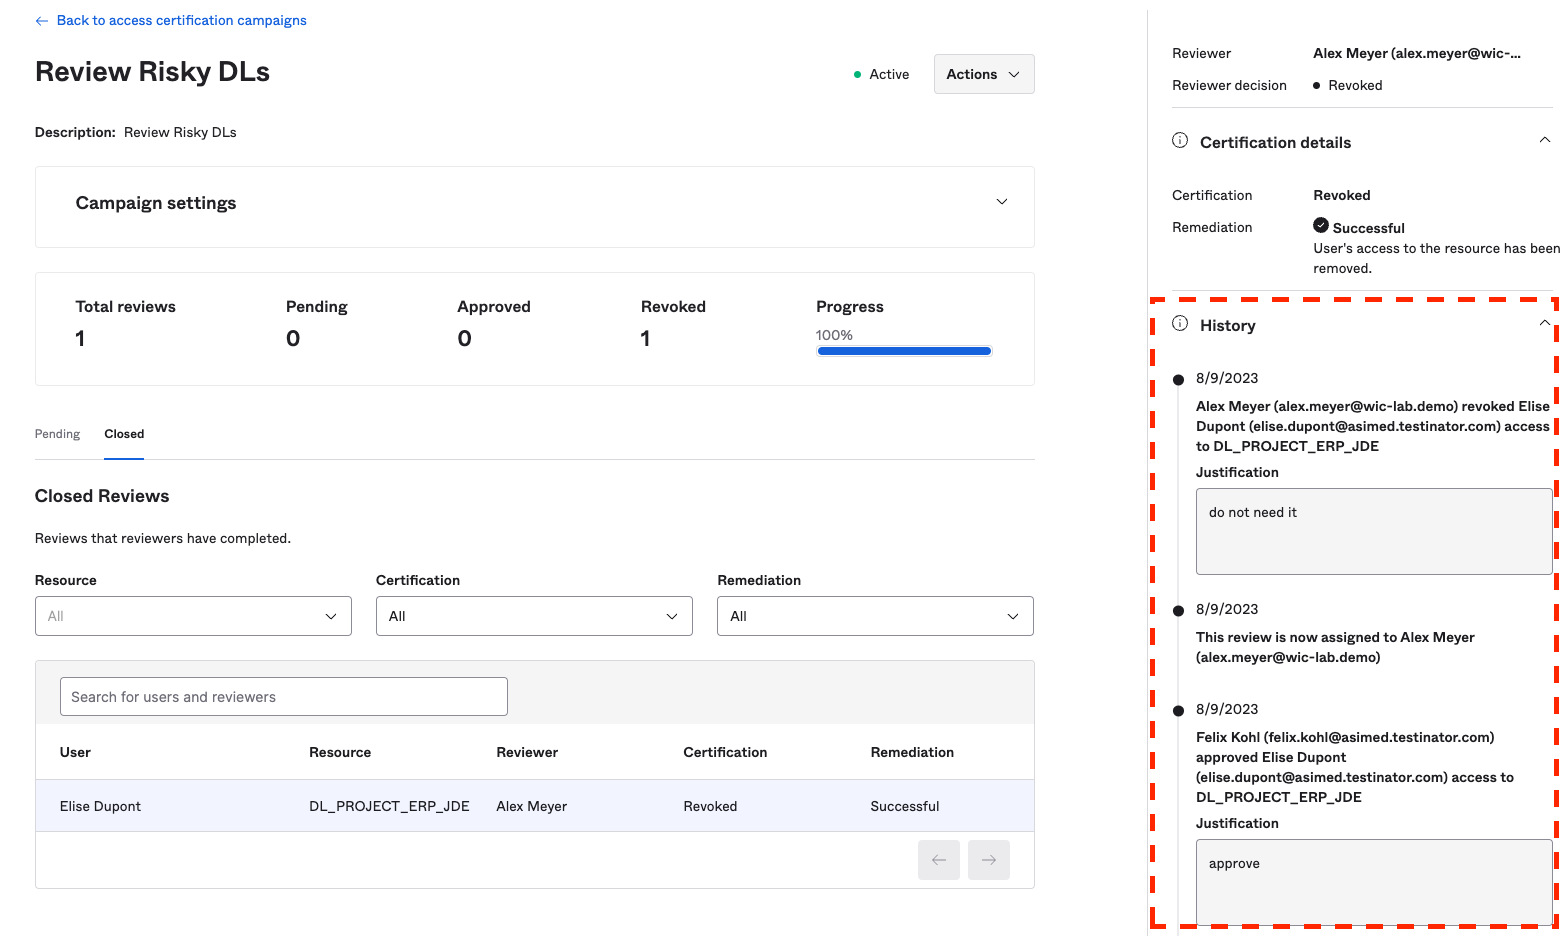 Back to access certification campaigns
Review Risky DLs
Active
Actions
Description: Review Risky DLs
Campaign settings
Total reviews Pending Approved Revoked Progress
1 0 0 1 100%
Pending Closed
Closed Reviews
Reviews that reviewers have completed.
Resource Certification Remediation
All All All
Search for users and reviewers
User Resource Reviewer Certification Remediation
Elise Dupont DL_PROJECT_ERP_JDE Alex Meyer Revoked Successful
Reviewer Alex Meyer (alex.meyer@wic-...
Reviewer decision Revoked
Certification details
Certification Revoked
Remediation Successful
User's access to the resource has been
removed.
History
8/9/2023
Alex Meyer (alex.meyer@wic-lab.demo) revoked Elise
Dupont (elise.dupont@asimed.testinator.com) access
to DL_PROJECT_ERP_JDE
Justification
do not need it
8/9/2023
This review is now assigned to Alex Meyer
(alex.meyer@wic-lab.demo)
8/9/2023
Felix Kohl (felix.kohl@asimed.testinator.com)
approved Elise Dupont
(elise.dupont@asimed.testinator.com) access to
DL_PROJECT_ERP_JDE
Justification
approve